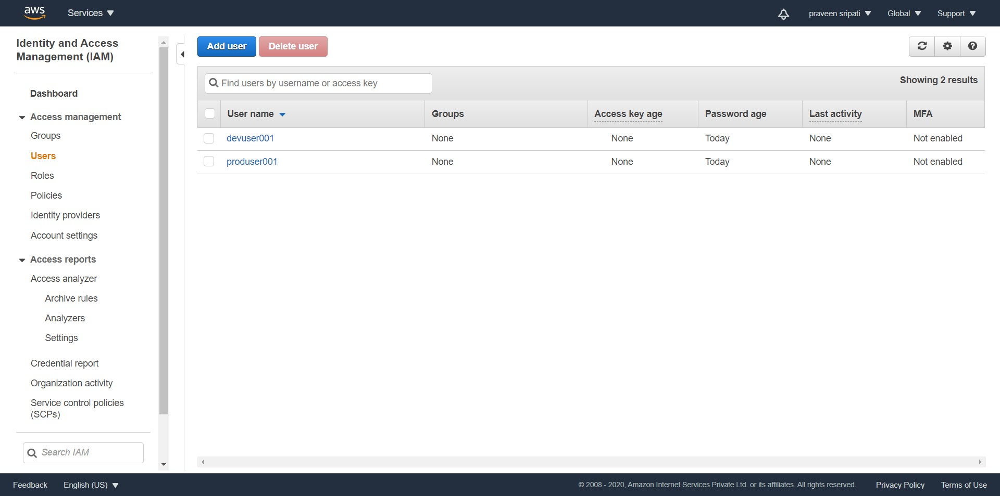 aws
Services
praveen sripati
Global
Support
Identity and Access
Management (IAM)
Dashboard
Access management
Groups
Users
Roles
Policies
Identity providers
Account settings
Access reports
Access analyzer
Archive rules
Analyzers
Settings
Credential report
Organization activity
Service control policies
(SCPs)
Search IAM
Add user
Delete user
Find users by username or access key
Showing 2 results
User name Groups Access key age Password age Last activity MFA
devuser001 None None Today None Not enabled
produser001 None None Today None Not enabled
Feedback
English (US)
© 2008 - 2020, Amazon Internet Services Private Ltd. or its affiliates. All rights reserved.
Privacy Policy
Terms of Use